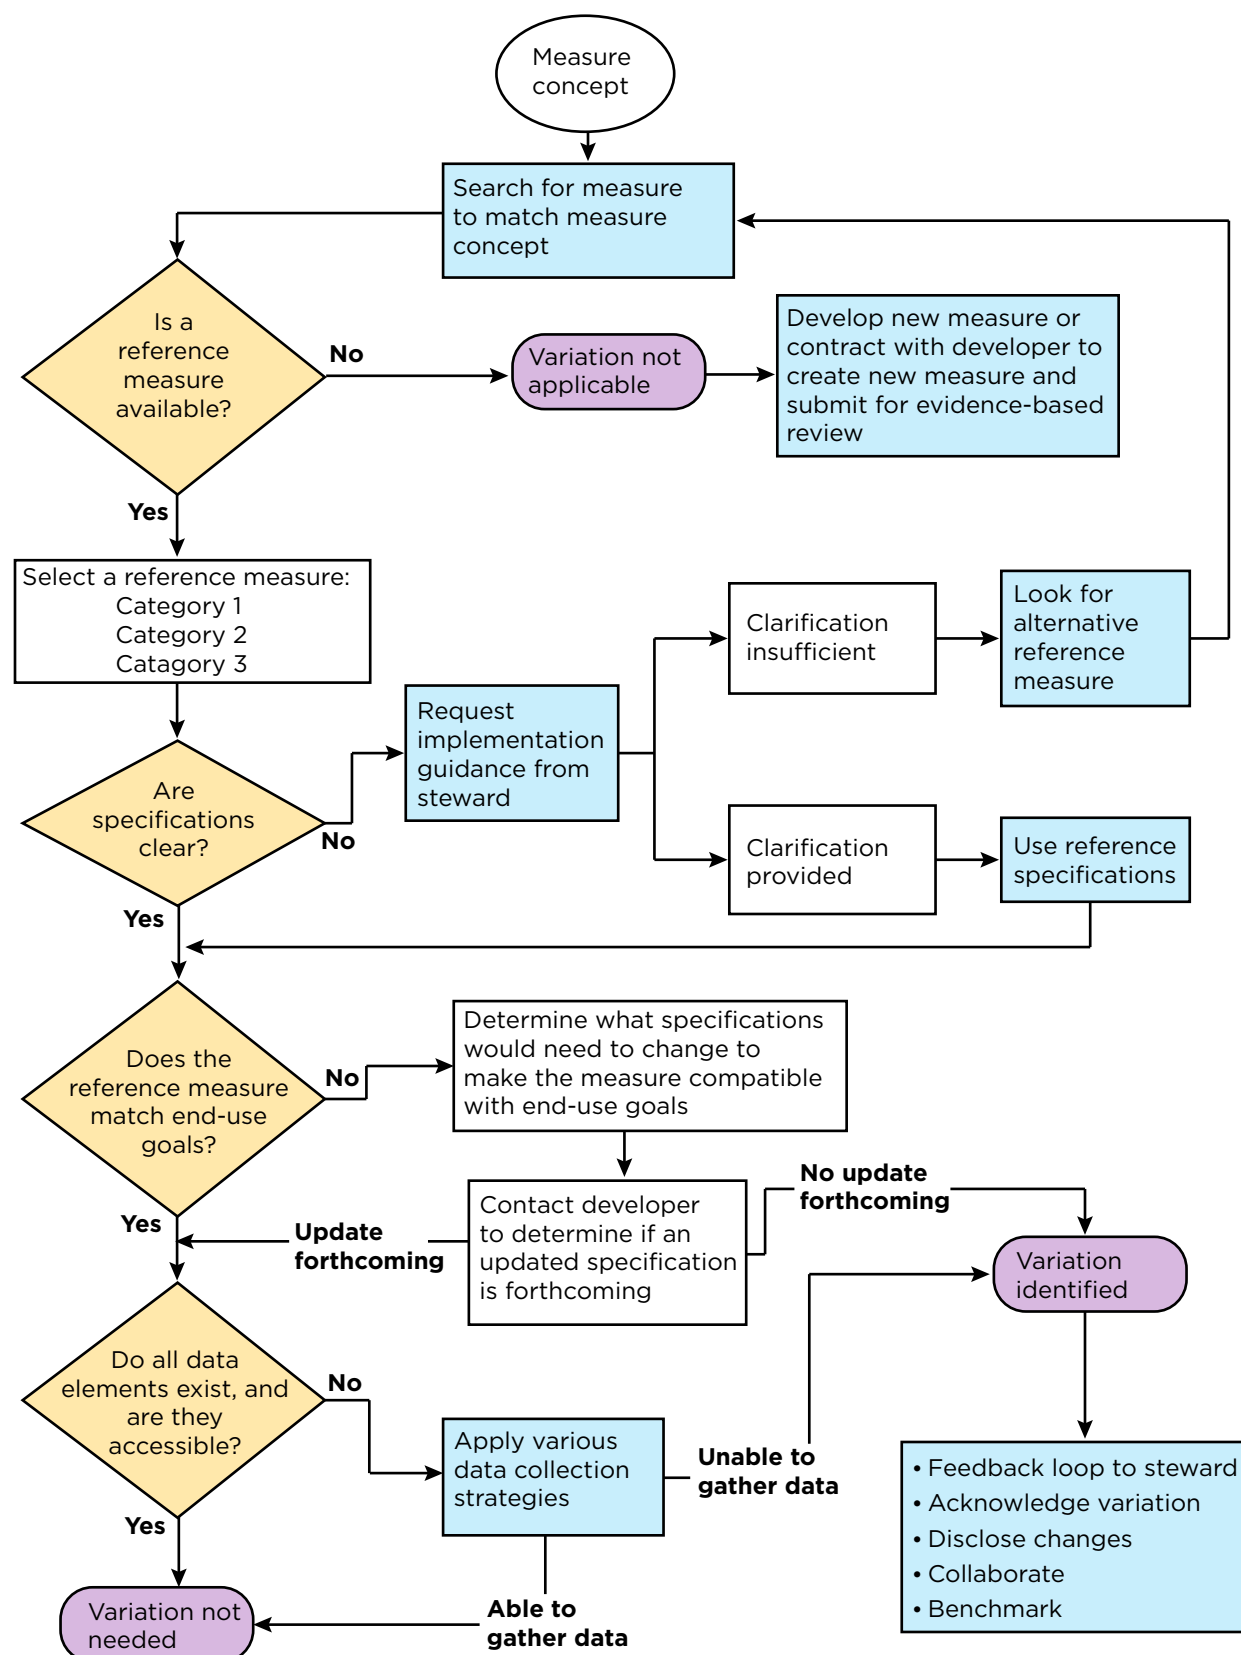 Measure
concept
Search for measure
to match measure
concept
Is a
reference
measure
available?
No
Variation not
applicable
Develop new measure or
contract with developer to
create new measure and
submit for evidence-based
review
Yes
Select a reference measure:
Category 1
Category 2
Catagory 3
Clarification
insufficient
Look for
alternative
reference
measure
Request
implementation
guidance from
steward
Are
specifications
clear?
No
Clarification
provided
Use reference
specifications
Yes
Does the
reference measure
match end-use
goals?
No
Determine what specifications
would need to change to
make the measure compatible
with end-use goals
Yes
Update
forthcoming
Contact developer
to determine if an
updated specification
is forthcoming
No update
forthcoming
Variation
identified
Do all data
elements exist, and
are they
accessible?
No
Apply various
data collection
strategies
Unable to
gather data
• Feedback loop to steward
• Acknowledge variation
• Disclose changes
• Collaborate
• Benchmark
Yes
Variation not
needed
Able to
gather data